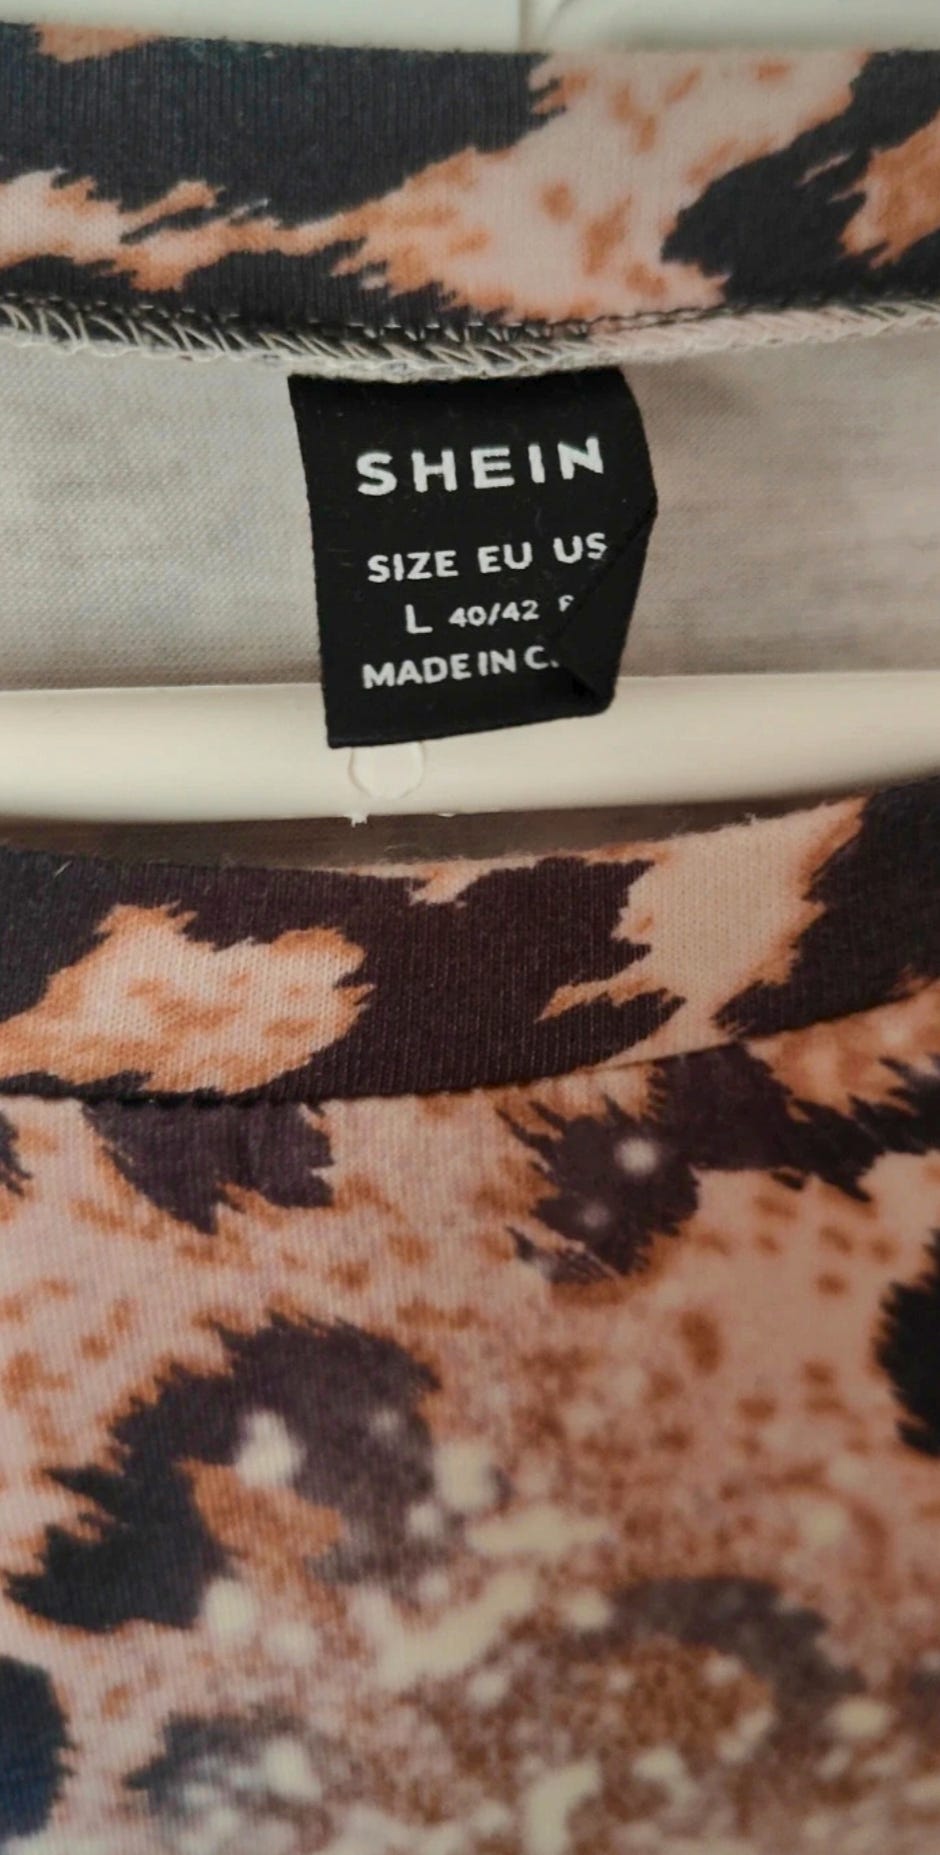 SHEIN
SIZE EU US
L 40/42
MADE IN